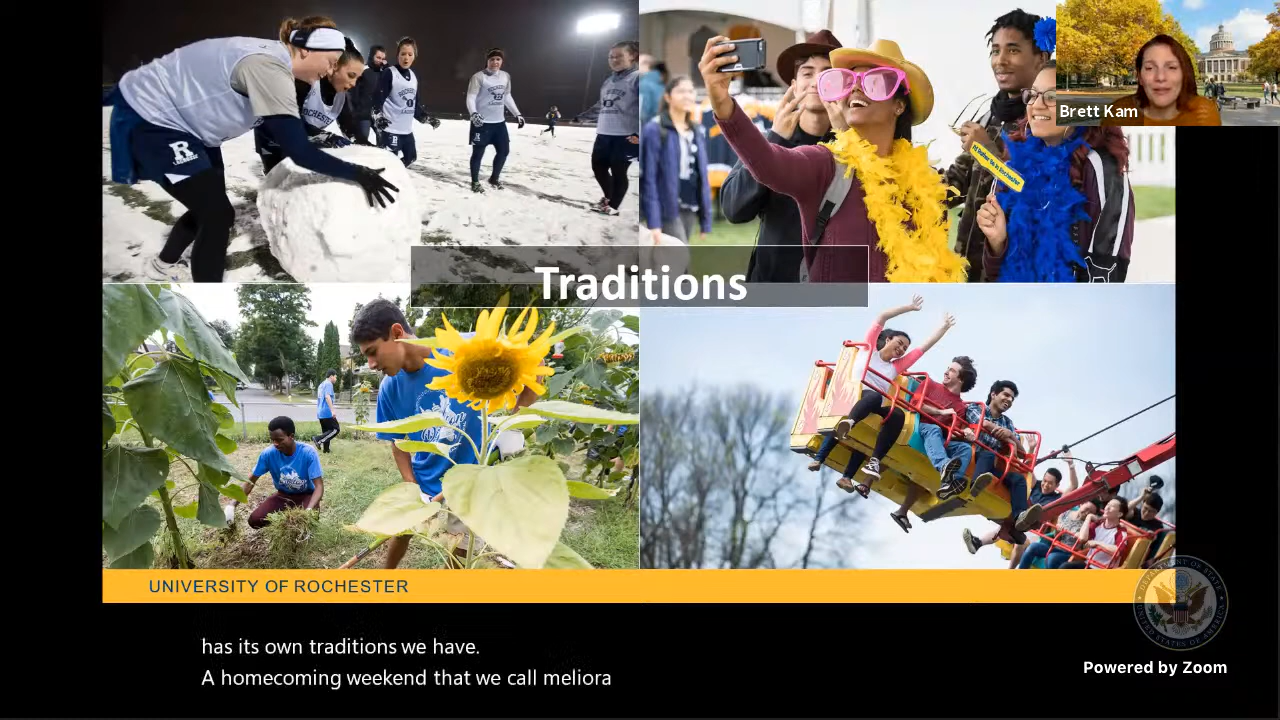 Brett Kam
Traditions
UNIVERSITY OF ROCHESTER
has its own traditions we have.
A homecoming weekend that we call meliora
Powered by Zoom
R